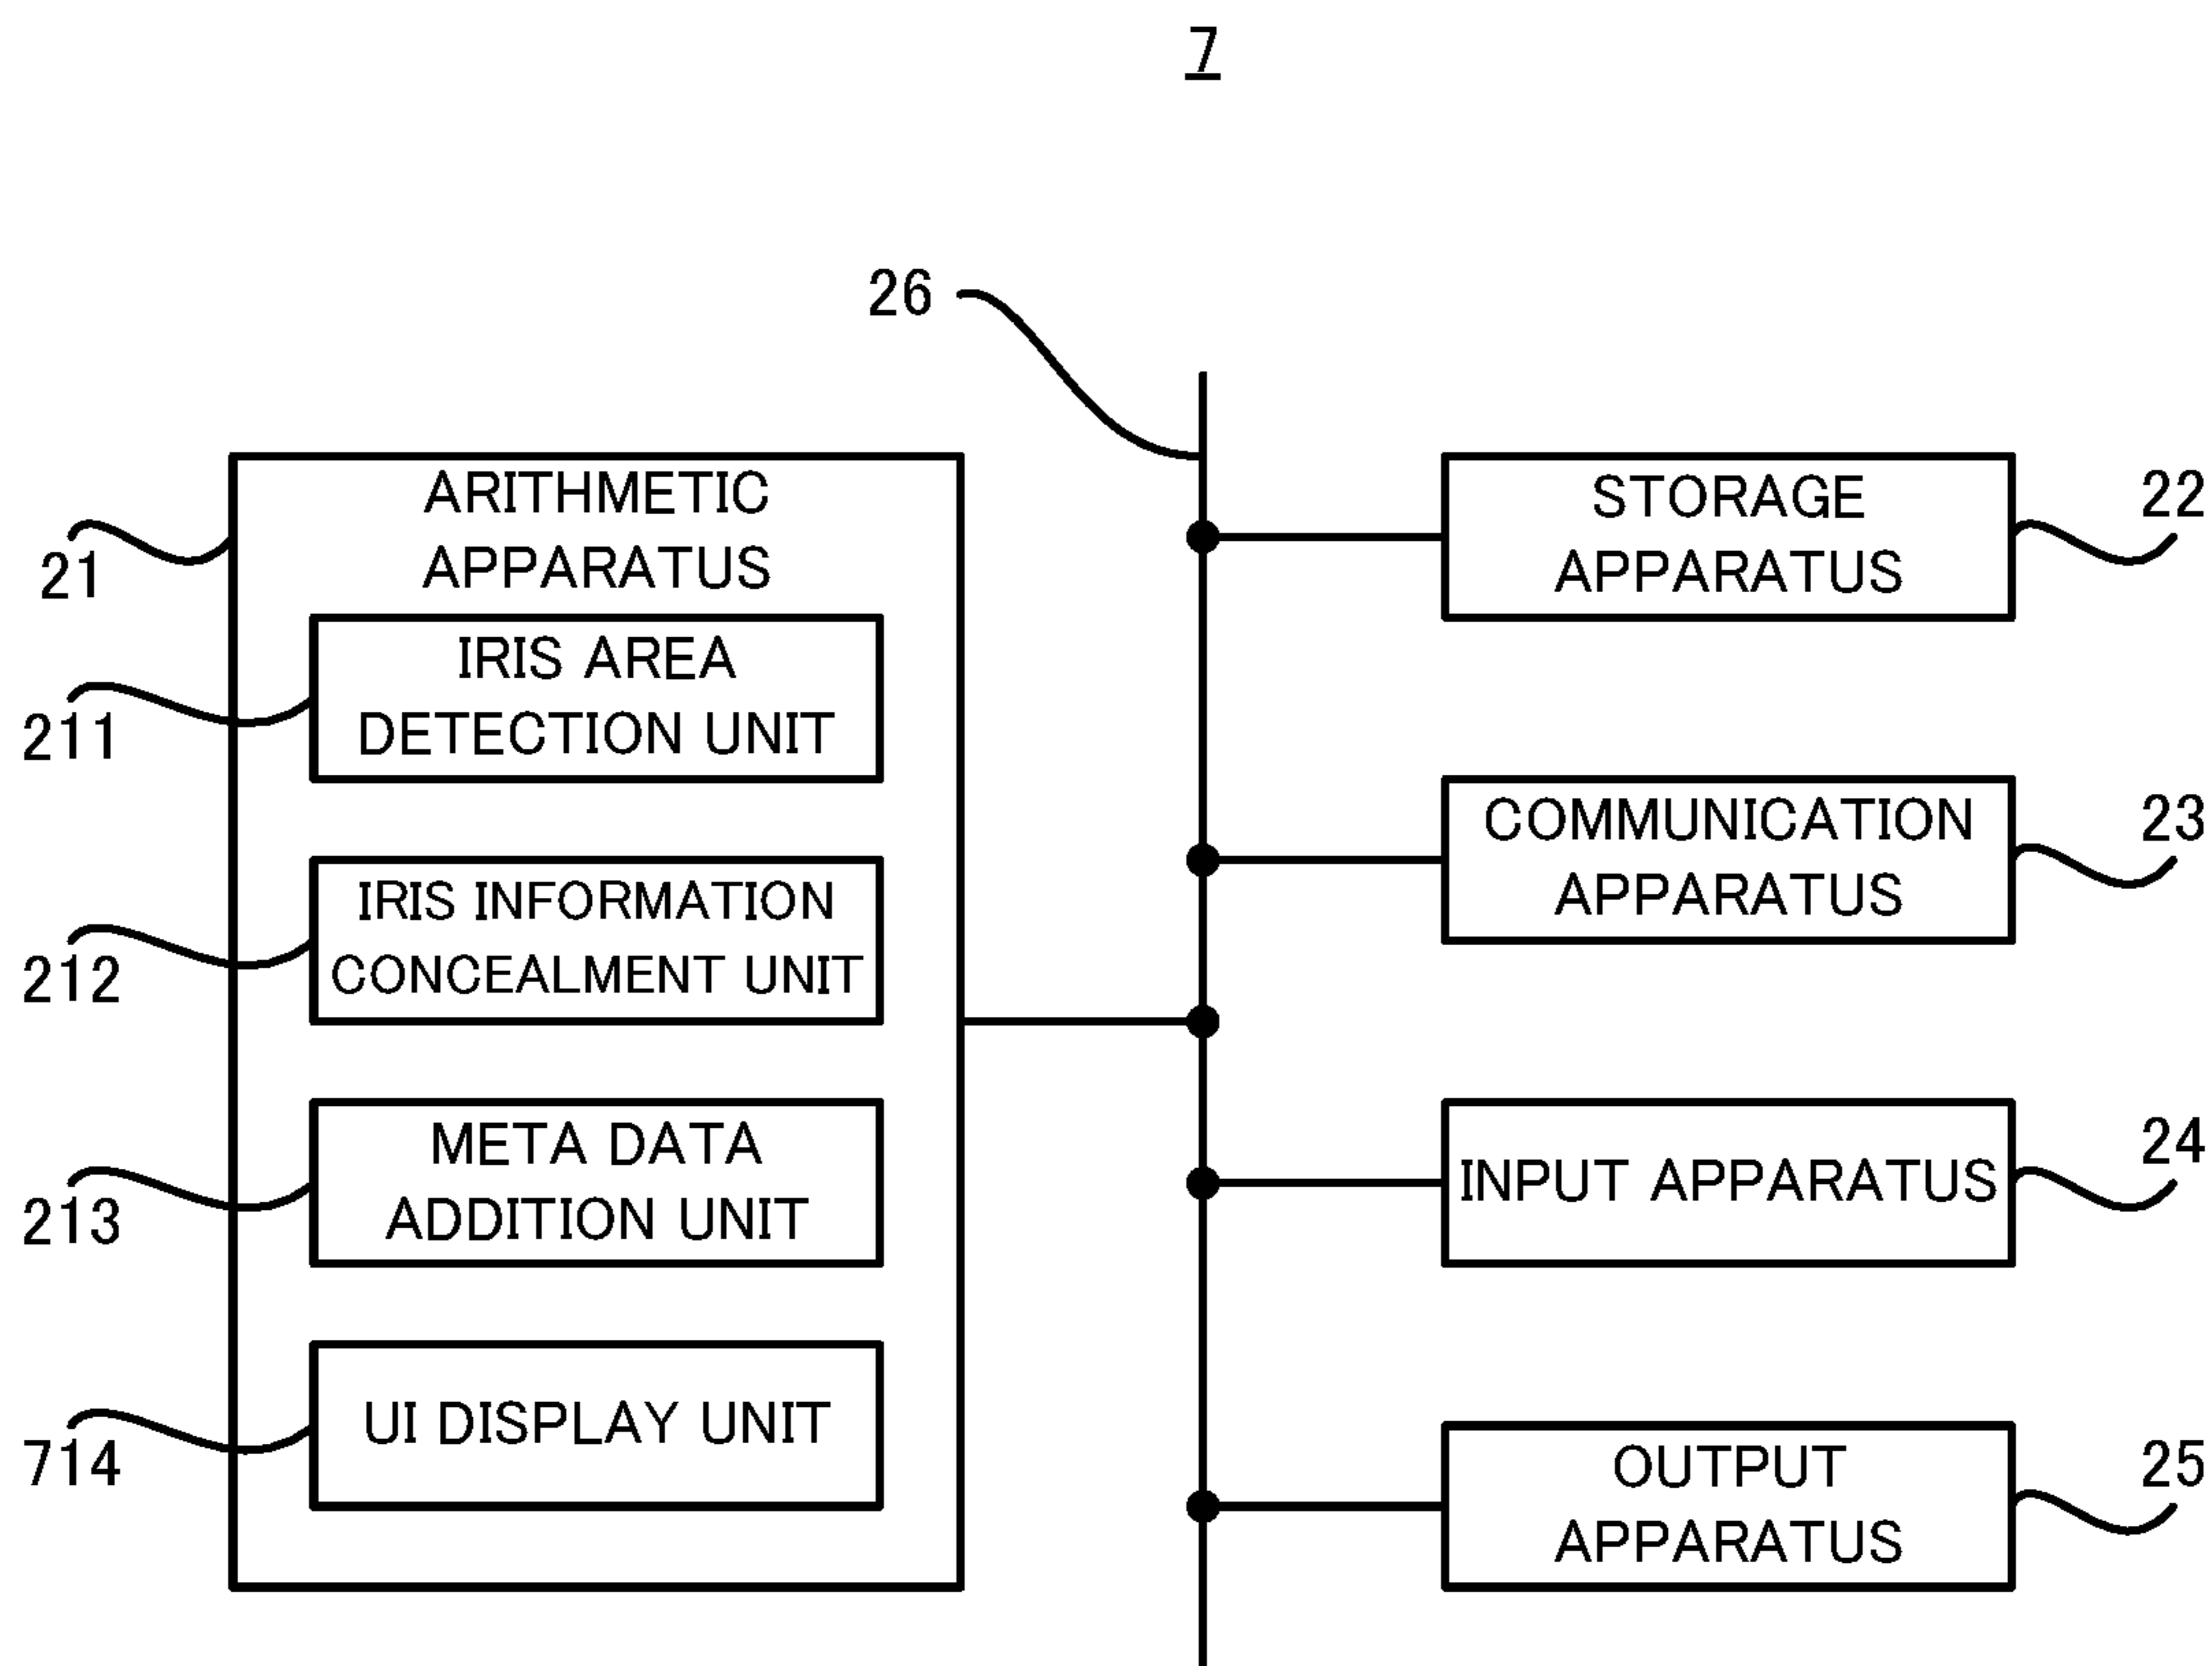 7
26
ARITHMETIC
APPARATUS
21
IRIS AREA
DETECTION UNIT
211
IRIS INFORMATION
CONCEALMENT UNIT
212
META DATA
ADDITION UNIT
213
UI DISPLAY UNIT
714
STORAGE
APPARATUS
22
COMMUNICATION
APPARATUS
23
INPUT APPARATUS
24
OUTPUT
APPARATUS
25